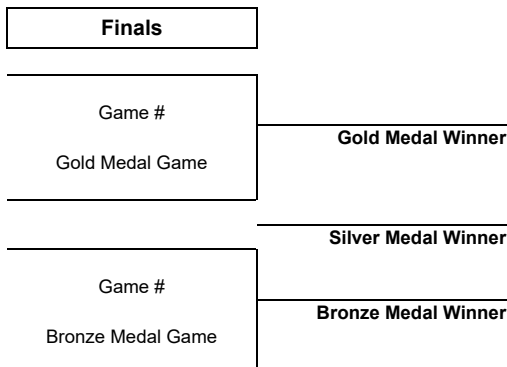 Finals
Game #
Gold Medal Winner
Gold Medal Game
Silver Medal Winner
Game #
Bronze Medal Winner
Bronze Medal Game